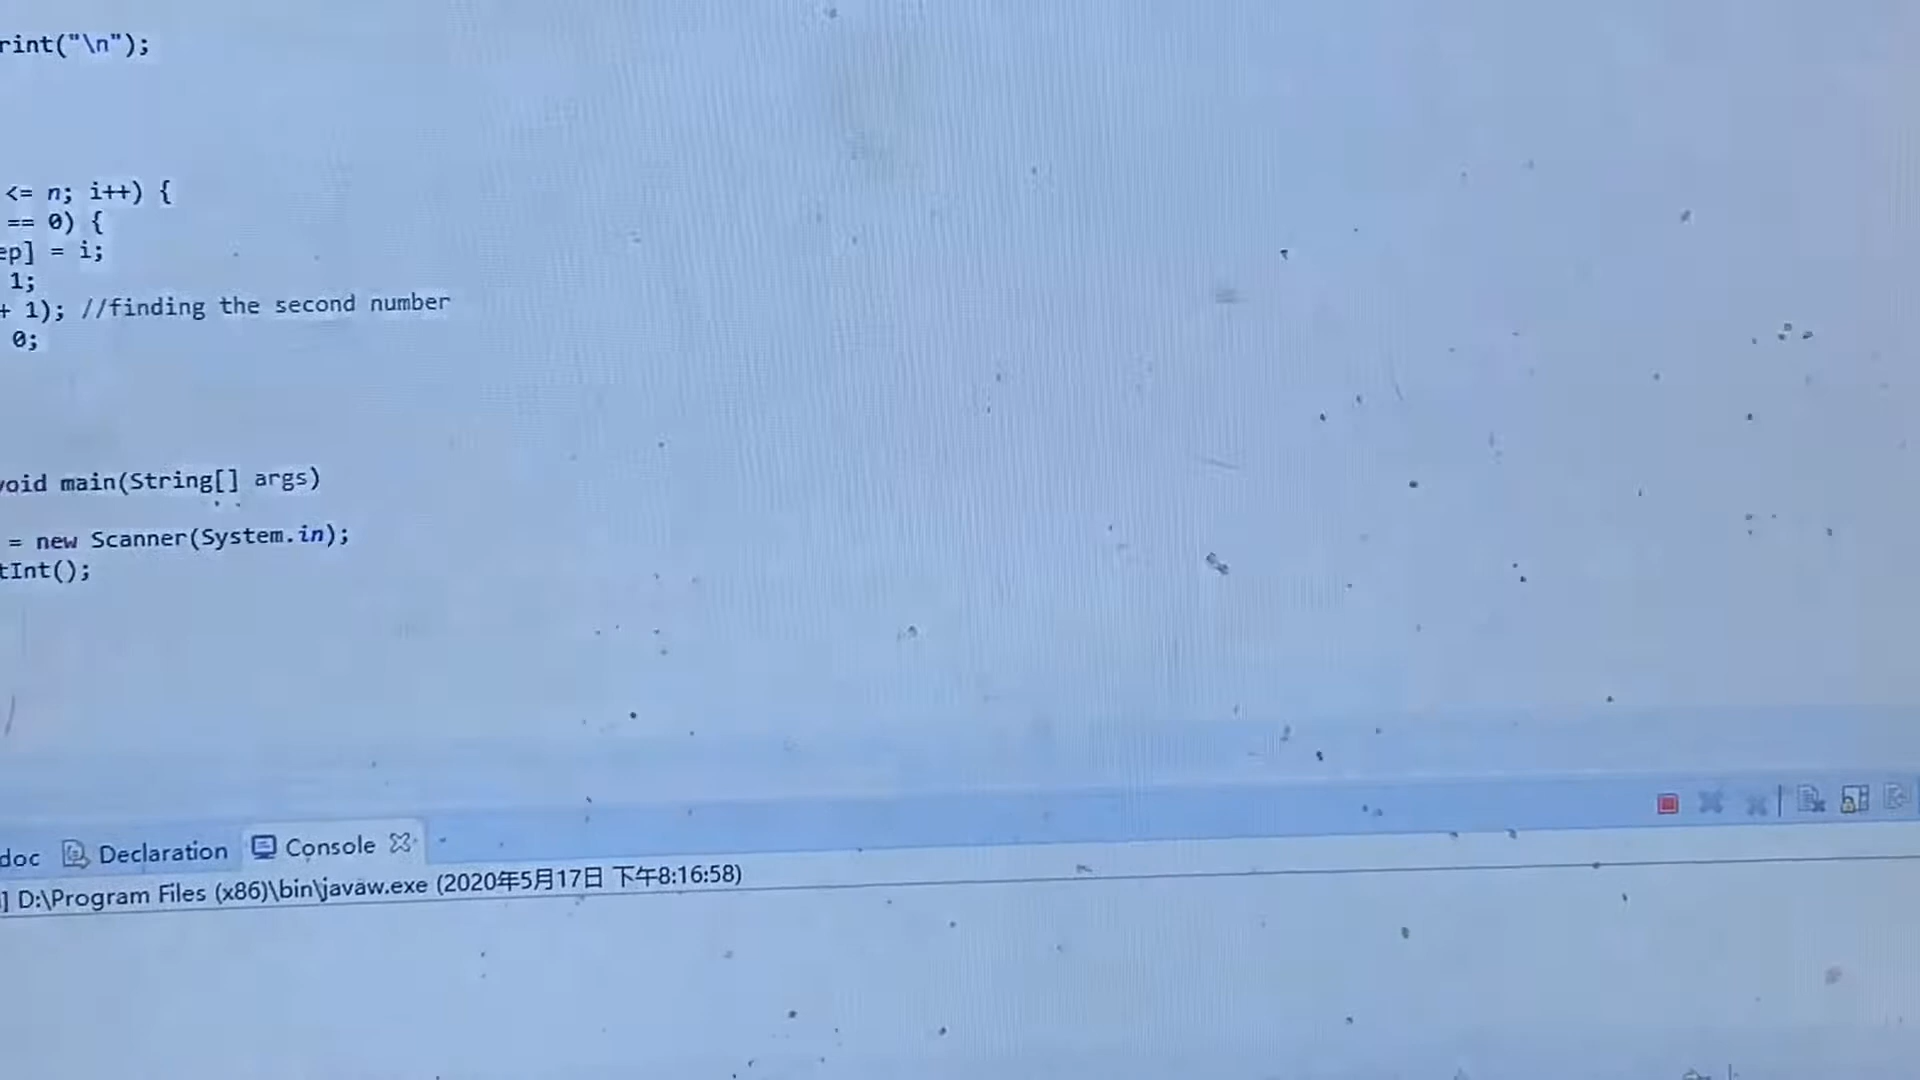 rint("\n");
<= n; i++) {
== 0) {
ep] = i;
1;
+ 1); //finding the second number
0;
void main(String[] args)
= new Scanner(System.in);
tInt();
doc Declaration Console
] D:\Program Files (x86)\bin\javaw.exe (2020年5月17日 下午8:16:58)